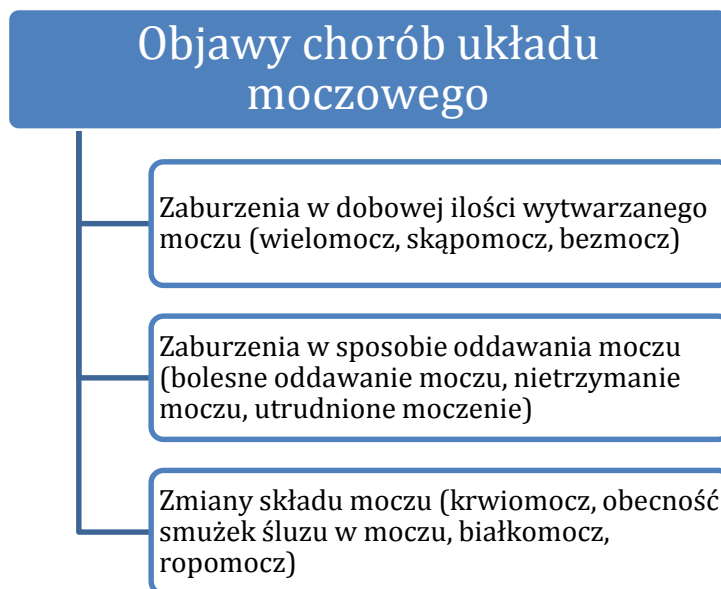 Objawy chorób układu
moczowego
Zaburzenia w dobowej ilości wytwarzanego
moczu (wielomocz, skąpomocz, bezmocz)
Zaburzenia w sposobie oddawania moczu
(bolesne oddawanie moczu, nietrzymanie
moczu, utrudnione moczenie)
Zmiany składu moczu (krwiomocz, obecność
smużek śluzu w moczu, białkomocz,
ropomocz)